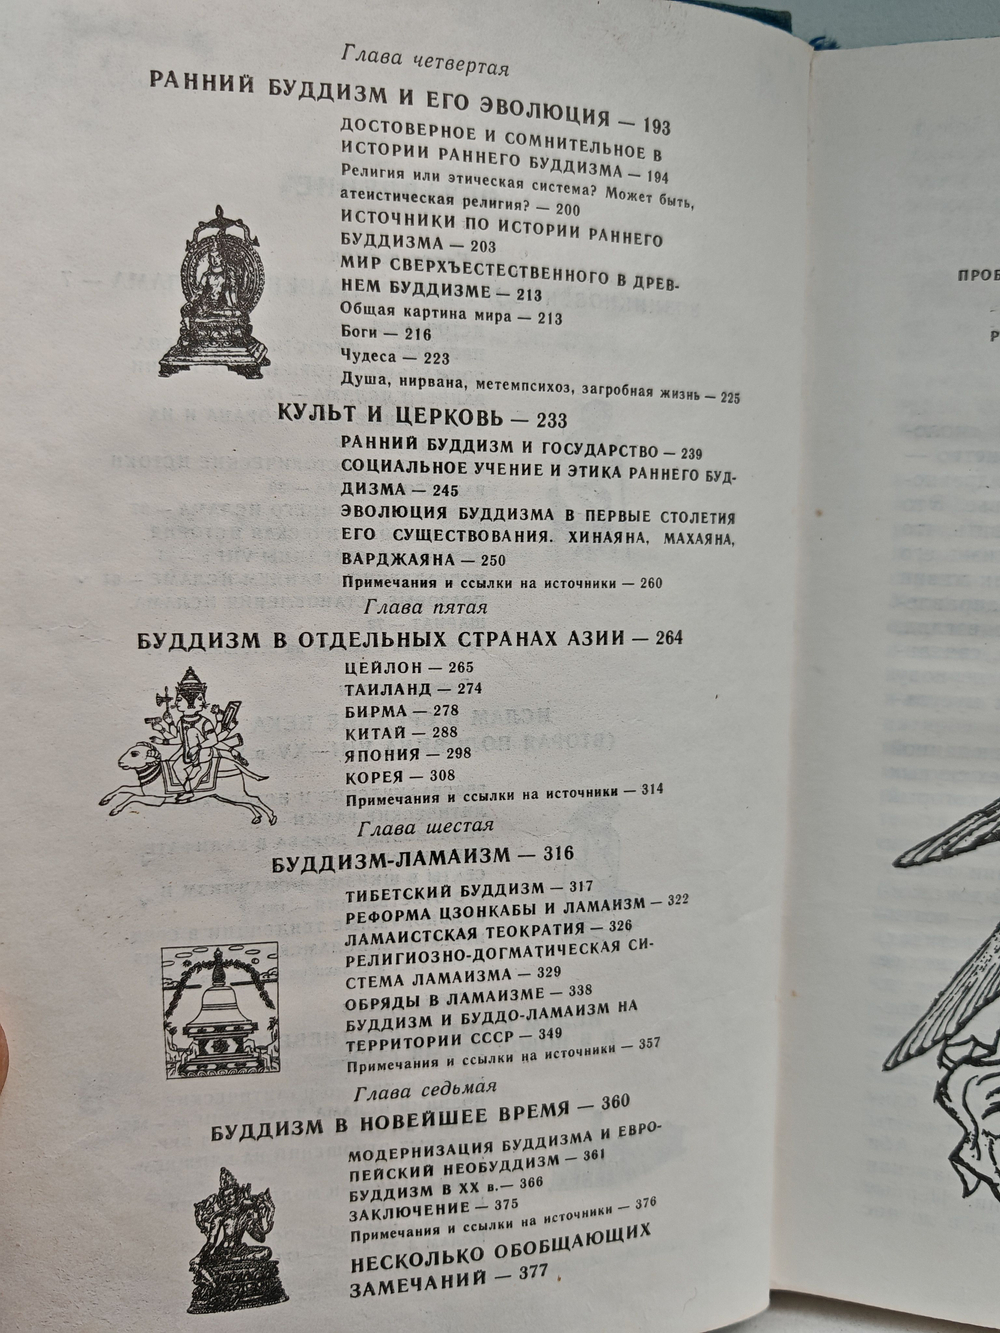 Глава четвертая
РАННИЙ БУДДИЗМ И ЕГО ЭВОЛЮЦИЯ — 193
ДОСТОВЕРНОЕ И СОМНИТЕЛЬНОЕ В
ИСТОРИИ РАННЕГО БУДДИЗМА — 194
Религия или этическая система? Может быть,
атеистическая религия? — 200
ИСТОЧНИКИ ПО ИСТОРИИ РАННЕГО
БУДДИЗМА — 203
МИР СВЕРХЪЕСТЕСТВЕННОГО В ДРЕВ-
НЕМ БУДДИЗМЕ — 213
Общая картина мира — 213
Боги — 216
Чудеса — 223
Душа, нирвана, метемпсихоз, загробная жизнь — 225
КУЛЬТ И ЦЕРКОВЬ — 233
РАННИЙ БУДДИЗМ И ГОСУДАРСТВО — 239
СОЦИАЛЬНОЕ УЧЕНИЕ И ЭТИКА РАННЕГО БУД-
ДИЗМА — 245
ЭВОЛЮЦИЯ БУДДИЗМА В ПЕРВЫЕ СТОЛЕТИЯ
ЕГО СУЩЕСТВОВАНИЯ. ХИНАЯНА, МАХАЯНА,
ВАРДЖАЯНА — 250
Примечания и ссылки на источники — 260
Глава пятая
БУДДИЗМ В ОТДЕЛЬНЫХ СТРАНАХ АЗИИ — 264
ЦЕЙЛОН — 265
ТАИЛАНД — 274
БИРМА — 278
КИТАЙ — 288
ЯПОНИЯ — 298
КОРЕЯ — 308
Примечания и ссылки на источники — 314
Глава шестая
БУДДИЗМ-ЛАМАИЗМ — 316
ТИБЕТСКИЙ БУДДИЗМ — 317
РЕФОРМА ЦЗОНКАБЫ И ЛАМАИЗМ — 322
ЛАМАИСТСКАЯ ТЕОКРАТИЯ — 326
РЕЛИГИОЗНО-ДОГМАТИЧЕСКАЯ СИ-
СТЕМА ЛАМАИЗМА — 329
ОБРЯДЫ В ЛАМАИЗМЕ — 338
БУДДИЗМ И БУДДО-ЛАМАИЗМ НА
ТЕРРИТОРИИ СССР — 349
Примечания и ссылки на источники — 357
Глава седьмая
БУДДИЗМ В НОВЕЙШЕЕ ВРЕМЯ — 360
МОДЕРНИЗАЦИЯ БУДДИЗМА И ЕВРО-
ПЕЙСКИЙ НЕОБУДДИЗМ — 361
БУДДИЗМ В XX в.— 366
ЗАКЛЮЧЕНИЕ — 375
Примечания и ссылки на источники — 376
НЕСКОЛЬКО ОБОБЩАЮЩИХ
ЗАМЕЧАНИЙ — 377